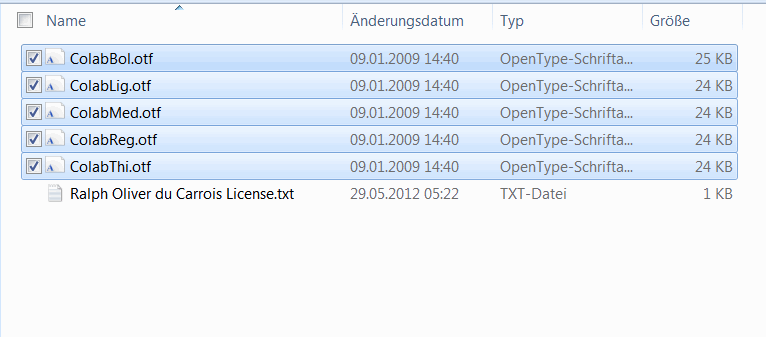 Name Änderungsdatum Typ Größe
ColabBol.otf 09.01.2009 14:40 OpenType-Schrifta... 25 KB
ColabLig.otf 09.01.2009 14:40 OpenType-Schrifta... 24 KB
ColabMed.otf 09.01.2009 14:40 OpenType-Schrifta... 24 KB
ColabReg.otf 09.01.2009 14:40 OpenType-Schrifta... 24 KB
ColabThi.otf 09.01.2009 14:40 OpenType-Schrifta... 24 KB
Ralph Oliver du Carrois License.txt 29.05.2012 05:22 TXT-Datei 1 KB